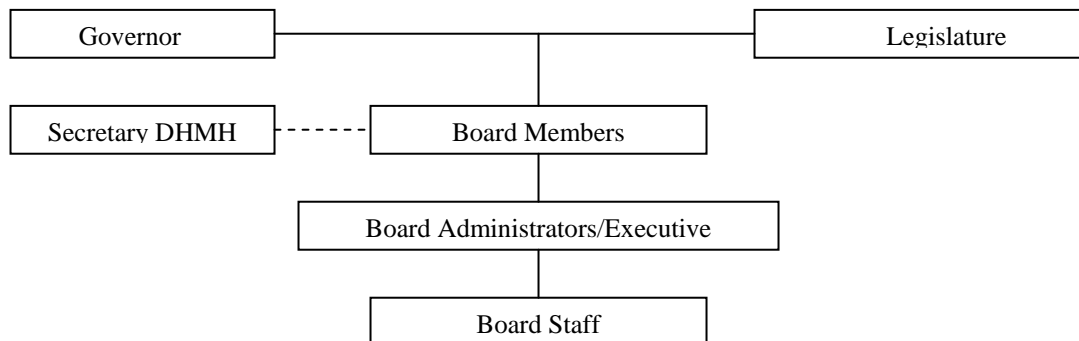 Governor
Legislature
Secretary DHMH
Board Members
Board Administrators/Executive
Board Staff